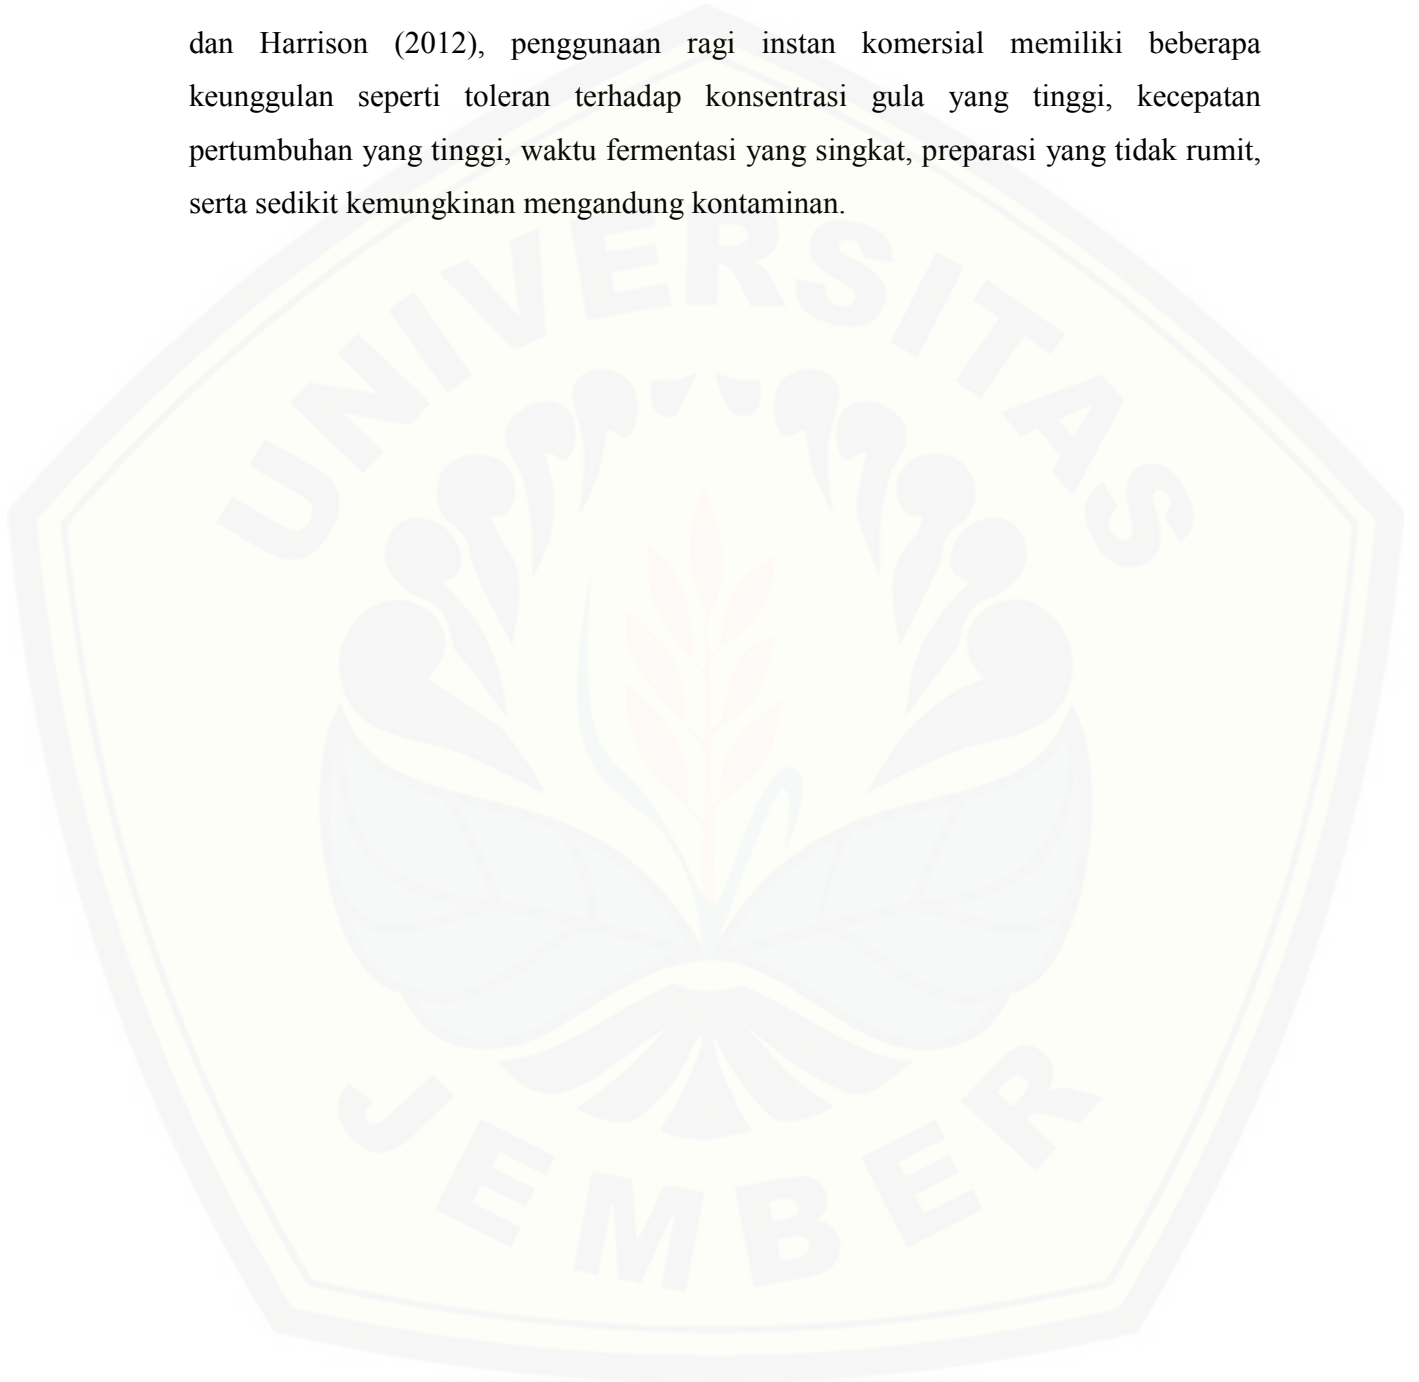 dan Harrison (2012), penggunaan ragi instan komersial memiliki beberapa
keunggulan seperti toleran terhadap konsentrasi gula yang tinggi, kecepatan
pertumbuhan yang tinggi, waktu fermentasi yang singkat, preparasi yang tidak rumit,
serta sedikit kemungkinan mengandung kontaminan.
UNIVERSITAS
JEMBER